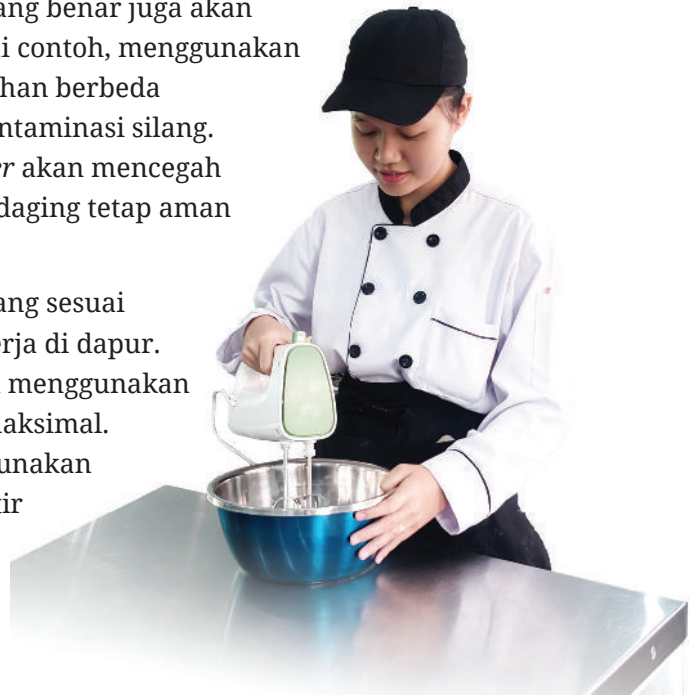 ang benar juga akan
i contoh, menggunakan
han berbeda
ntaminasi silang.
r akan mencegah
daging tetap aman
ang sesuai
erja di dapur.
menggunakan
aksimal.
unakan
tir